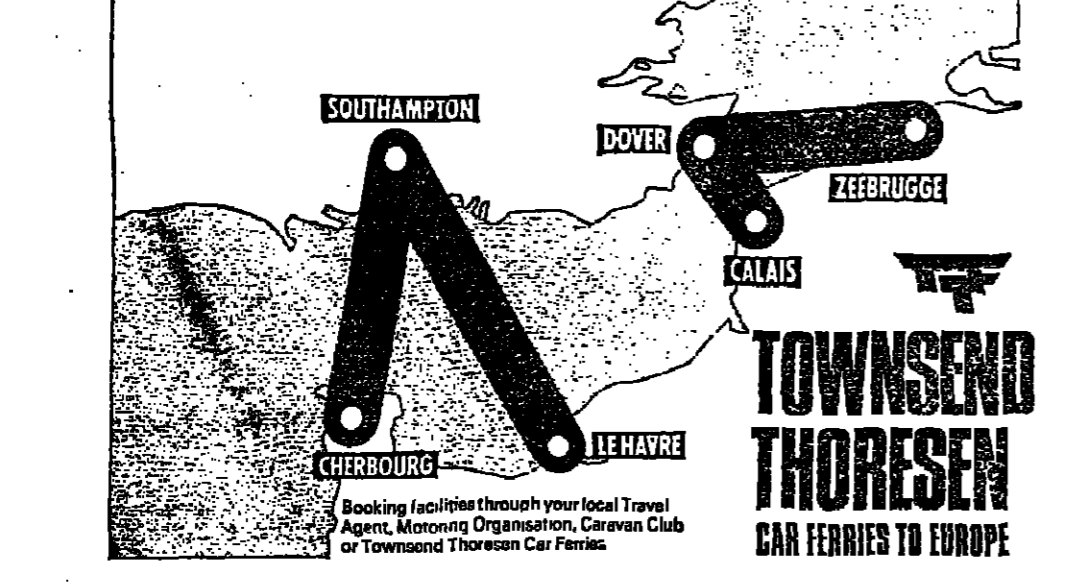 SOUTHAMPTON
DOVER
ZEEBRUGGE
CALAIS
LE HAVRE
CHERBOURG
TOWNSEND
THORESEN
CAR FERRIES TO EUROPE
Booking facilities through your local Travel
Agent, Motoring Organisation, Caravan Club
or Townsend Thoresen Car Ferries.